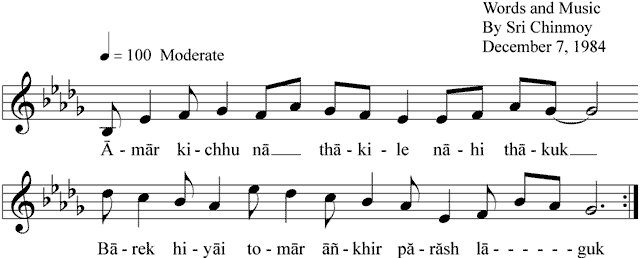 Words and Music
By Sri Chinmoy
December 7, 1984
♩ = 100 Moderate
Ā - mār ki - chhu nā ___ thā - ki - le nā - hi thā - kuk ___
Bā - rek hi - yāi to - mār āñ - khir pă - răsh lā - - - - - - guk